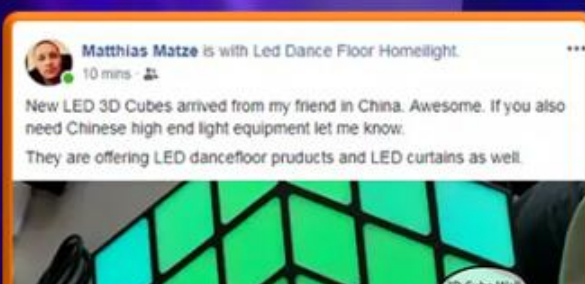 Matthias Matze is with Led Dance Floor Homeilight.
10 mins ·
New LED 3D Cubes arrived from my friend in China. Awesome. If you also
need Chinese high end light equipment let me know.
They are offering LED dancefloor pruducts and LED curtains as well.